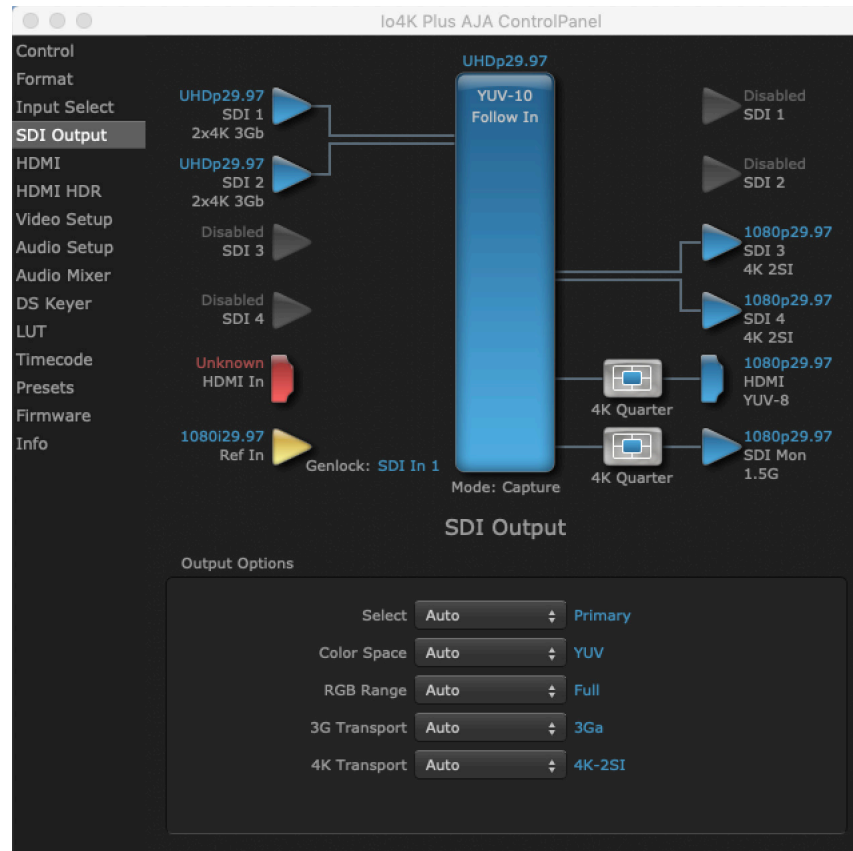 Io4K Plus AJA ControlPanel
Control
Format
Input Select
SDI Output
HDMI
HDMI HDR
Video Setup
Audio Setup
Audio Mixer
DS Keyer
LUT
Timecode
Presets
Firmware
Info
UHDp29.97
SDI 1
2x4K 3Gb
UHDp29.97
SDI 2
2x4K 3Gb
Disabled
SDI 3
Disabled
SDI 4
Unknown
HDMI In
1080i29.97
Ref In
Genlock: SDI In 1
UHDp29.97
YUV-10
Follow In
Mode: Capture
4K Quarter
4K Quarter
Disabled
SDI 1
Disabled
SDI 2
1080p29.97
SDI 3
4K 2SI
1080p29.97
SDI 4
4K 2SI
1080p29.97
HDMI
YUV-8
1080p29.97
SDI Mon
1.5G
SDI Output
Output Options
Select Auto Primary
Color Space Auto YUV
RGB Range Auto Full
3G Transport Auto 3Ga
4K Transport Auto 4K-2SI